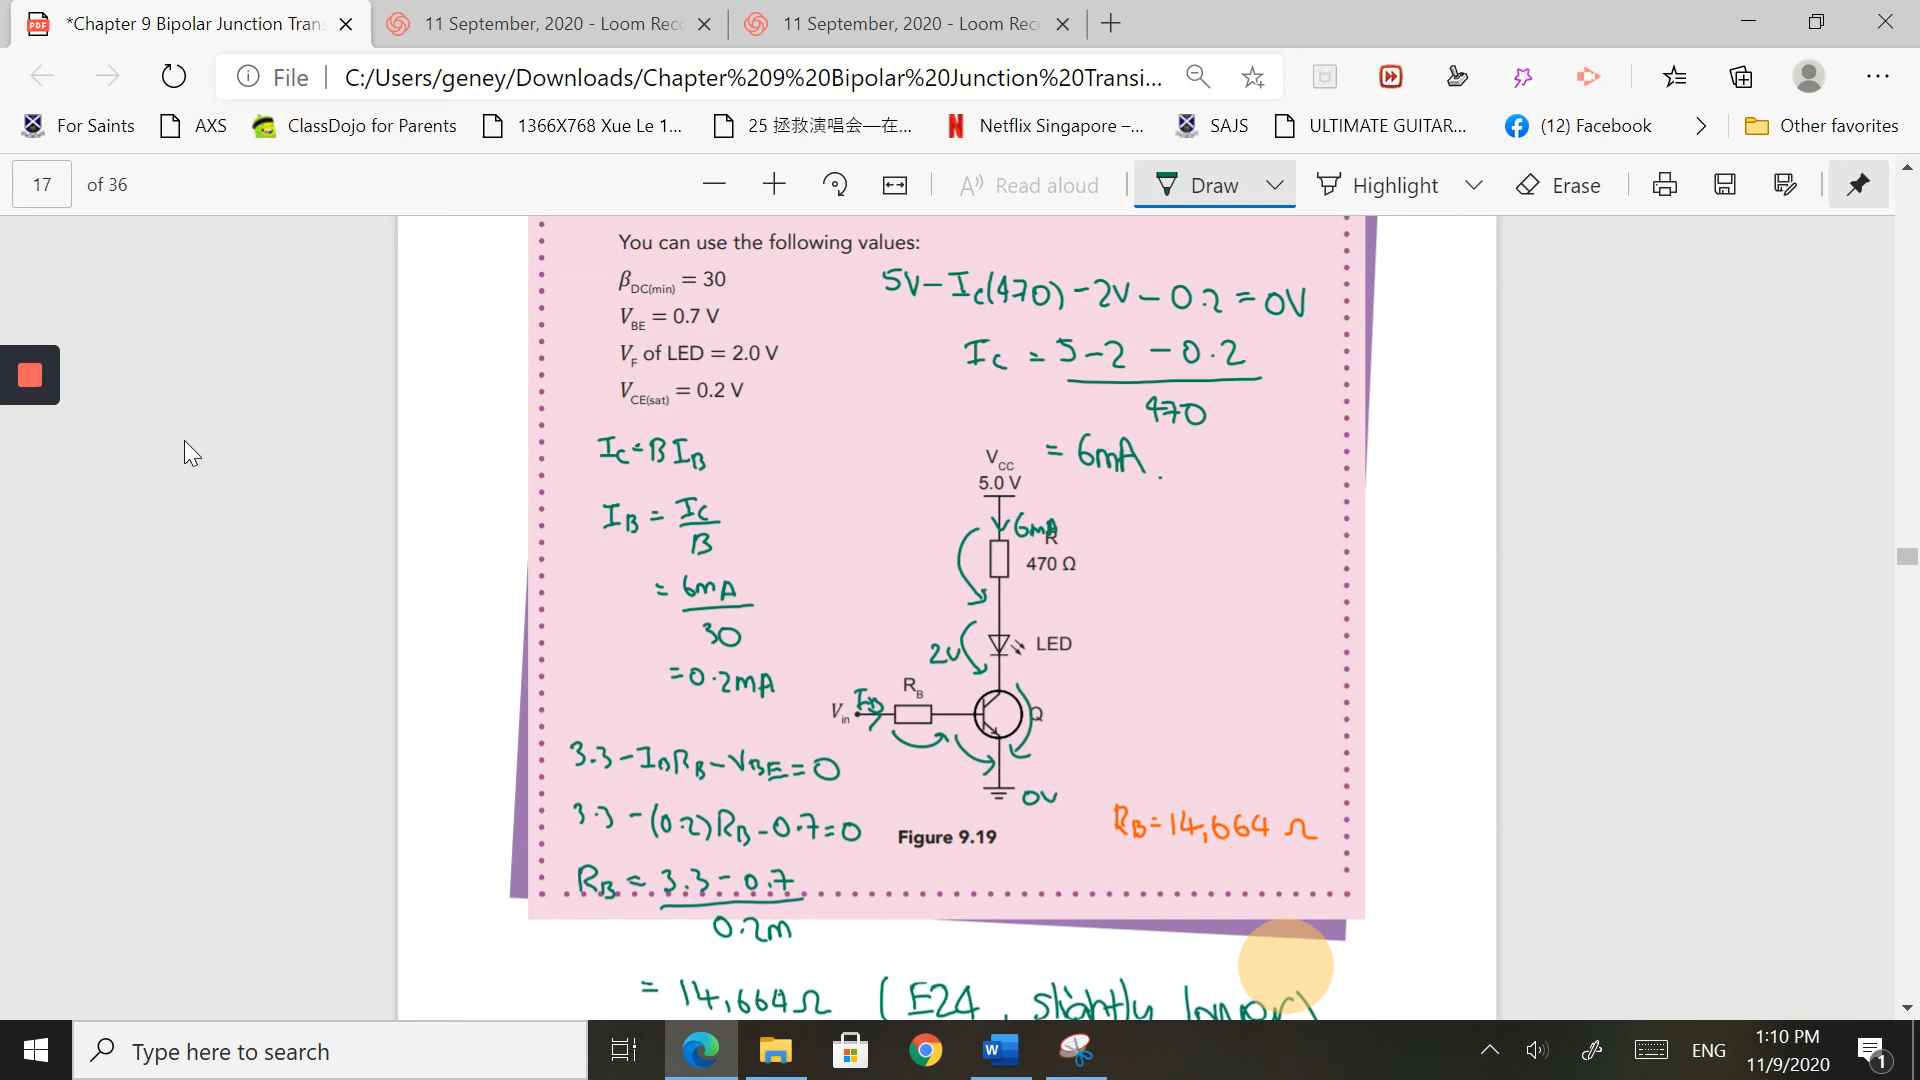 *Chapter 9 Bipolar Junction Tran
11 September, 2020 - Loom Rec
11 September, 2020 - Loom Rec
File
C:/Users/geney/Downloads/Chapter%209%20Bipolar%20Junction%20Transi...
For Saints
AXS
ClassDojo for Parents
1366X768 Xue Le 1...
25 拯救演唱会—在...
Netflix Singapore –...
SAJS
ULTIMATE GUITAR...
(12) Facebook
Other favorites
17 of 36
Read aloud
Draw
Highlight
Erase
You can use the following values:
βDC(min) = 30
VBE = 0.7 V
VF of LED = 2.0 V
VCE(sat) = 0.2 V
5V-Ic(470)-2V-0.2=0V
Ic = 5-2-0.2
470
= 6mA.
Ic=BIB
IB = Ic
B
= 6mA
30
=0.2mA
3.3-IBRB-VBE=0
3.3-(0.2)RB-0.7=0
RB = 3.3-0.7
0.2m
= 14,664Ω (E24, slightly lower)
VCC
5.0 V
6mA
R
470 Ω
2V
LED
RB
Vin
IB
Q
0V
Figure 9.19
RB=14,664 Ω
Type here to search
ENG
1:10 PM
11/9/2020
1